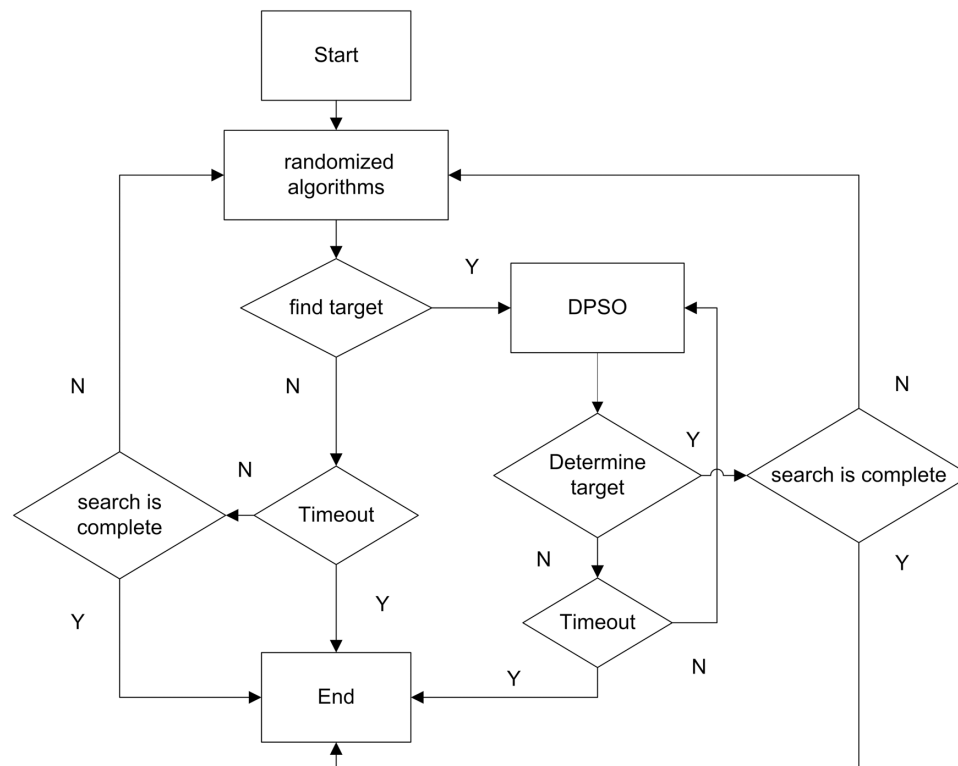 Start
randomized
algorithms
Y
find target
DPSO
N
N
N
Y
N
Determine
target
search is complete
search is
complete
Timeout
N
Y
Y
Y
Timeout
N
Y
End